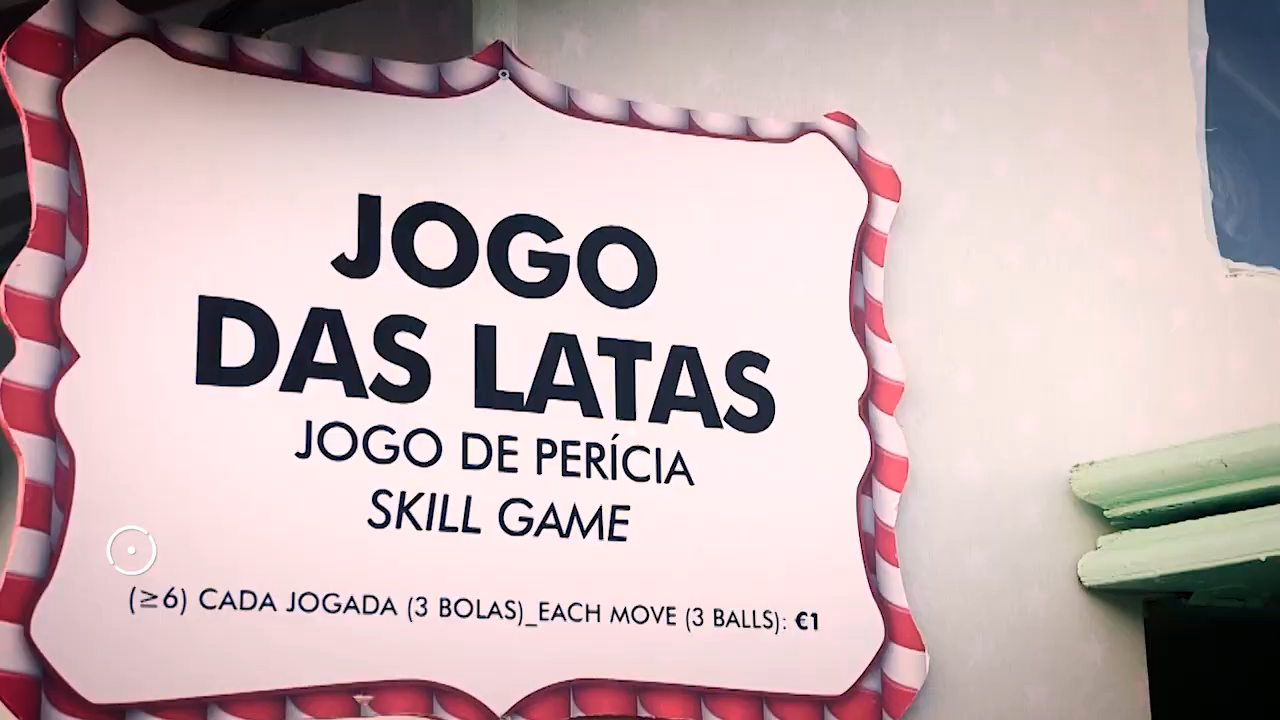 JOGO
DAS LATAS
JOGO DE PERÍCIA
SKILL GAME
(≥6) CADA JOGADA (3 BOLAS)_EACH MOVE (3 BALLS): €1